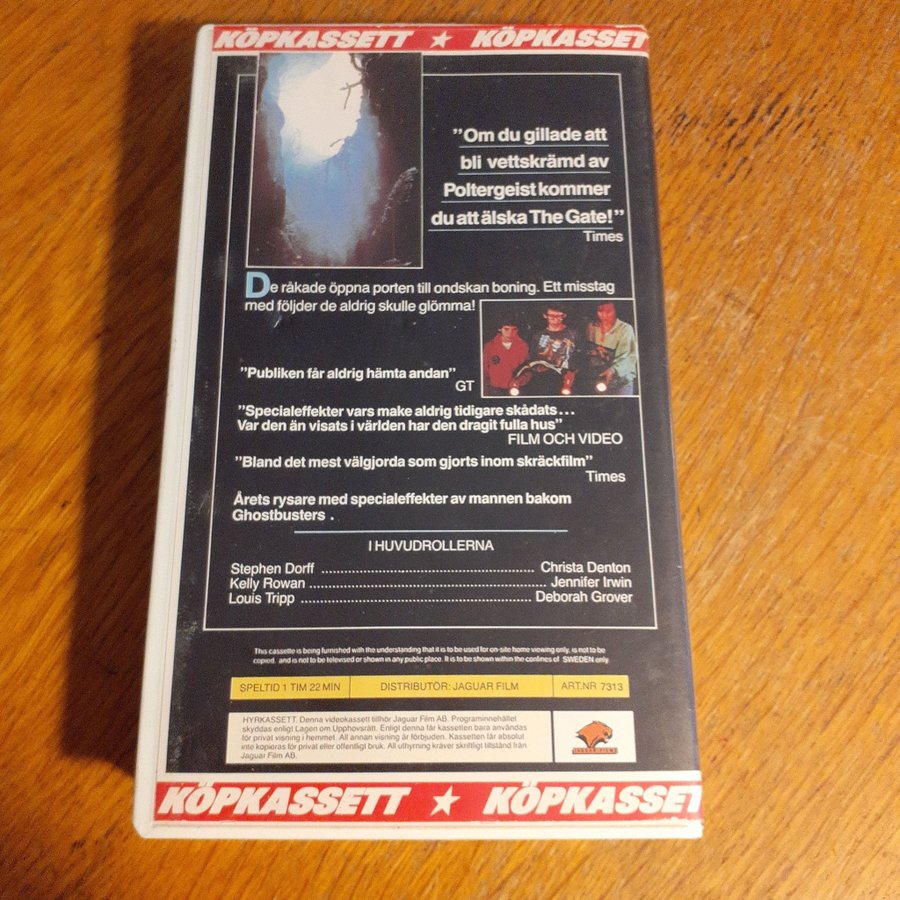 KÖPKASSETT ★ KÖPKASSET
"Om du gillade att
bli vettskrämd av
Poltergeist kommer
du att älska The Gate!"
Times
De råkade öppna porten till ondskan boning. Ett misstag
med följder de aldrig skulle glömma!
"Publiken får aldrig hämta andan"
GT
"Specialeffekter vars make aldrig tidigare skådats...
Var den än visats i världen har den dragit fulla hus"
FILM OCH VIDEO
"Bland det mest välgjorda som gjorts inom skräckfilm"
Times
Årets rysare med specialeffekter av mannen bakom
Ghostbusters .
I HUVUDROLLERNA
Stephen Dorff ........ Christa Denton
Kelly Rowan ........ Jennifer Irwin
Louis Tripp ........ Deborah Grover
This cassette is being furnished with the understanding that it is to be used for on-site home viewing only, is not to be
copied. and is not to be televised or shown in any public place. It is to be shown within the confines of SWEDEN only.
SPELTID 1 TIM 22 MIN DISTRIBUTÖR: JAGUAR FILM ART.NR 7313
HYRKASSETT. Denna videokassett tillhör Jaguar Film AB. Programinnehållet
skyddas enligt Lagen om Upphovsrätt. Enligt denna får kassetten bara användas
för privat visning i hemmet. All annan visning är förbjuden. Kassetten får absolut
inte kopieras för privat eller offentligt bruk. All uthyrning kräver skriftligt tillstånd från
Jaguar Film AB.
JAGUAR FILM
KÖPKASSETT ★ KÖPKASSET